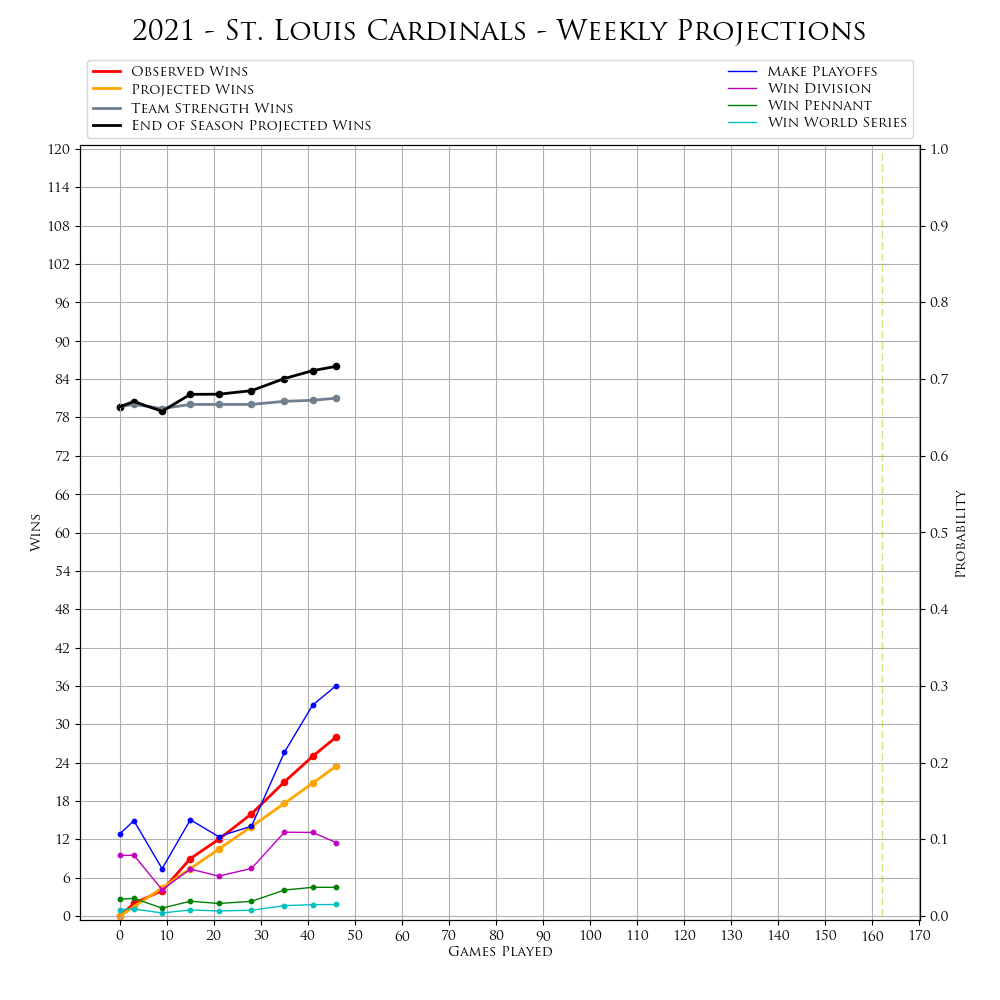 2021 - St. Louis Cardinals - Weekly Projections
Observed Wins
Projected Wins
Team Strength Wins
End of Season Projected Wins
Make Playoffs
Win Division
Win Pennant
Win World Series
120
114
108
102
96
90
84
78
72
66
60
54
48
42
36
30
24
18
12
6
0
Wins
1.0
0.9
0.8
0.7
0.6
0.5
0.4
0.3
0.2
0.1
0.0
Probability
0 10 20 30 40 50 60 70 80 90 100 110 120 130 140 150 160 170
Games Played